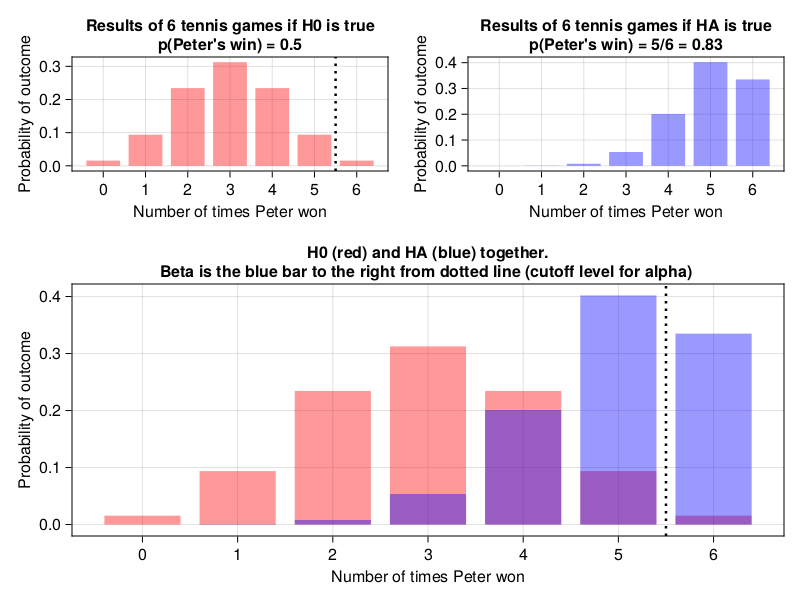 Results of 6 tennis games if H0 is true
p(Peter's win) = 0.5
Probability of outcome
0.3
0.2
0.1
0.0
0 1 2 3 4 5 6
Number of times Peter won
Results of 6 tennis games if HA is true
p(Peter's win) = 5/6 = 0.83
Probability of outcome
0.4
0.3
0.2
0.1
0.0
0 1 2 3 4 5 6
Number of times Peter won
H0 (red) and HA (blue) together.
Beta is the blue bar to the right from dotted line (cutoff level for alpha)
Probability of outcome
0.4
0.3
0.2
0.1
0.0
0 1 2 3 4 5 6
Number of times Peter won